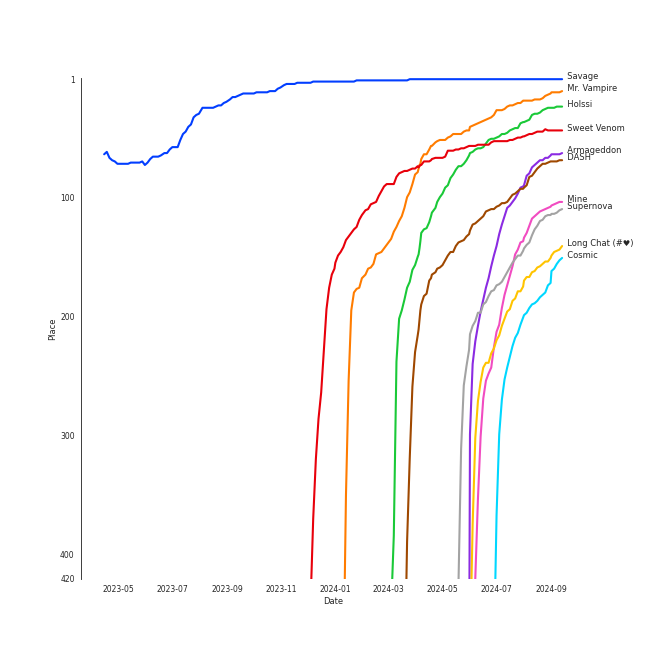 1
100
200
300
400
420
Place
Savage
Mr. Vampire
Holssi
Sweet Venom
Armageddon
DASH
Mine
Supernova
Long Chat (#♥)
Cosmic
2023-05 2023-07 2023-09 2023-11 2024-01 2024-03 2024-05 2024-07 2024-09
Date